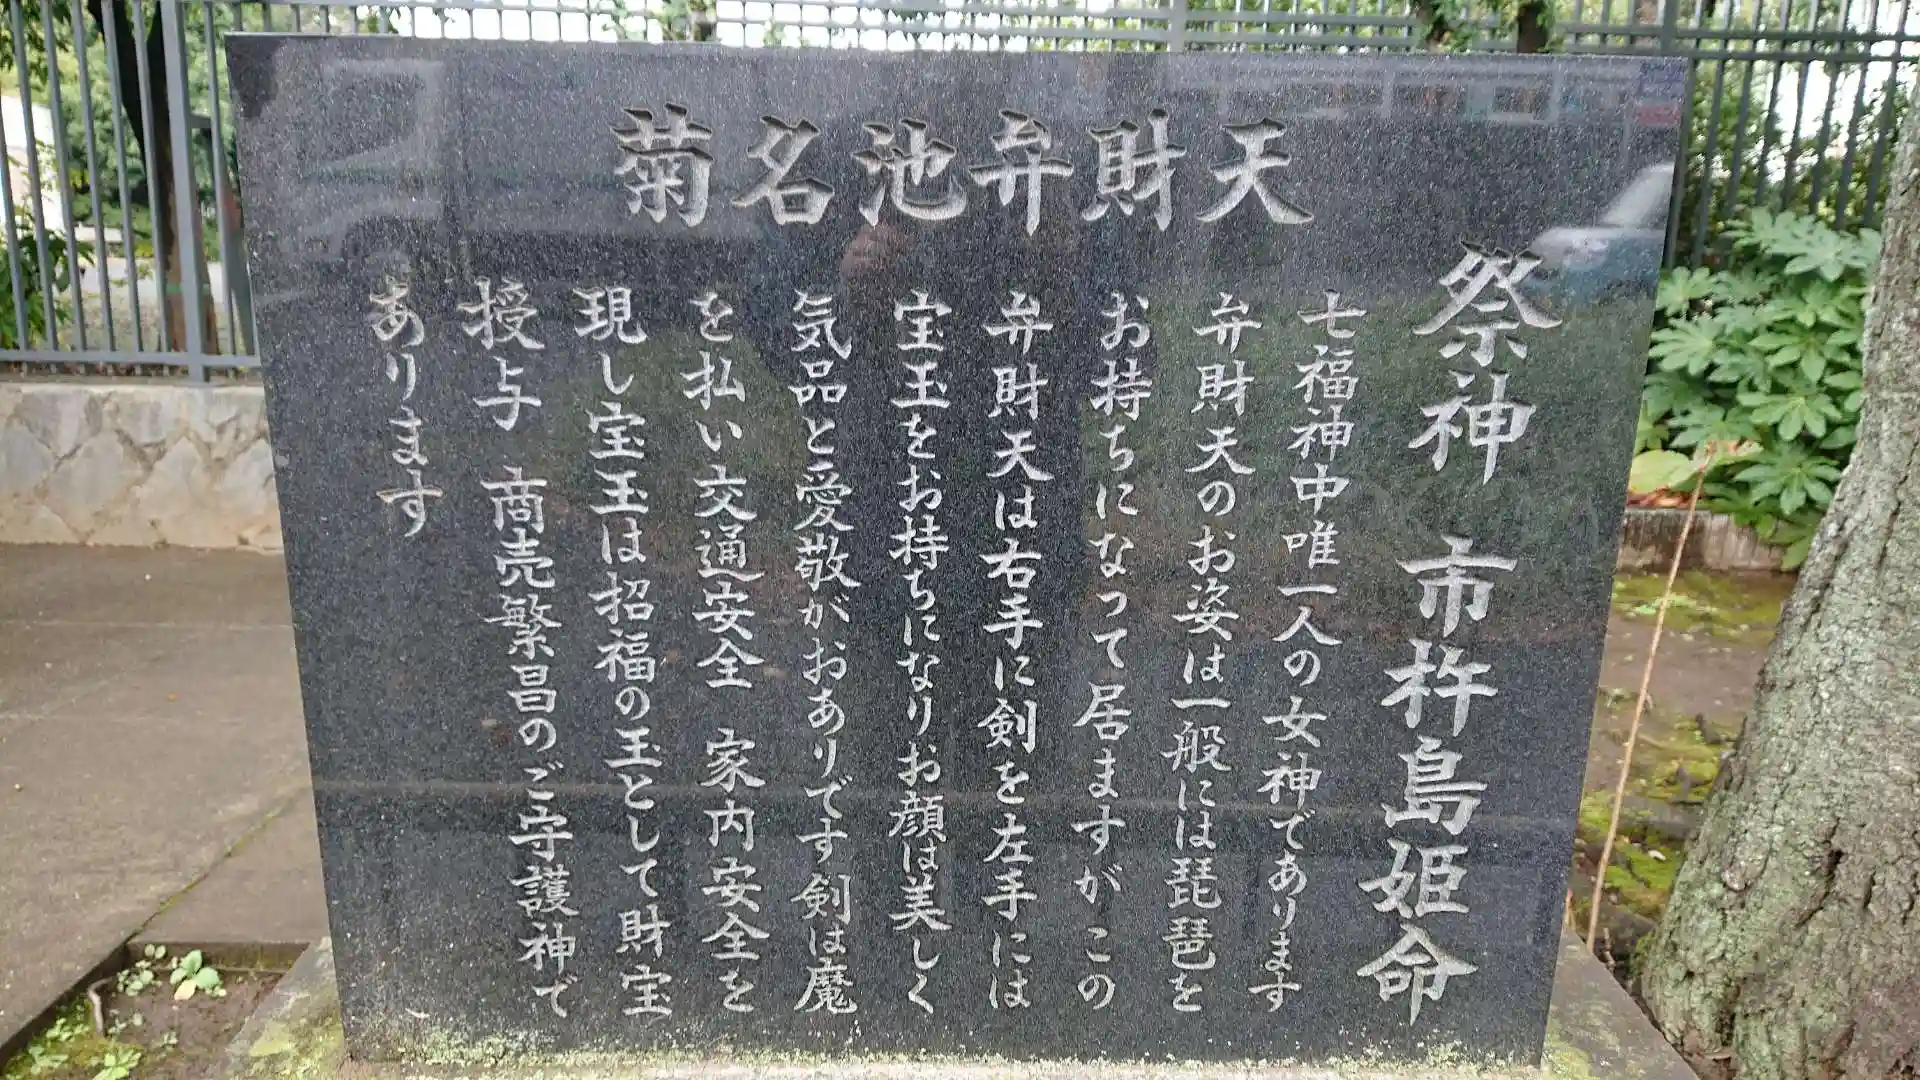 菊名池弁財天
祭神 市杵島姫命
七福神中唯一人の女神であります
弁財天のお姿は一般には琵琶を
お持ちになって居ますがこの
弁財天は右手に剣を左手には
宝玉をお持ちになりお顔は美しく
気品と愛敬がおありです剣は魔
を払い交通安全 家内安全を
現し宝玉は招福の玉として財宝
授与 商売繁昌のご守護神で
あります